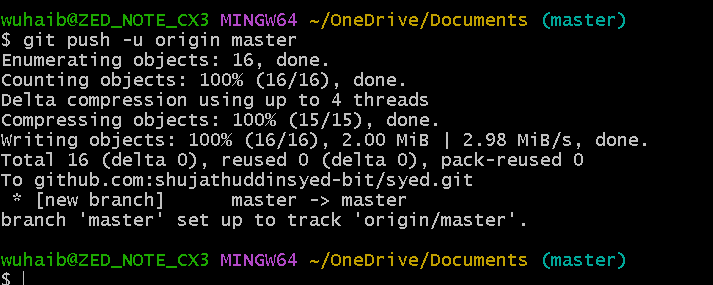 wuhaib@ZED_NOTE_CX3 MINGW64 ~/OneDrive/Documents (master)
$ git push -u origin master
Enumerating objects: 16, done.
Counting objects: 100% (16/16), done.
Delta compression using up to 4 threads
Compressing objects: 100% (15/15), done.
Writing objects: 100% (16/16), 2.00 MiB | 2.98 MiB/s, done.
Total 16 (delta 0), reused 0 (delta 0), pack-reused 0
To github.com:shujathuddinsyed-bit/syed.git
 * [new branch]      master -> master
branch 'master' set up to track 'origin/master'.

wuhaib@ZED_NOTE_CX3 MINGW64 ~/OneDrive/Documents (master)
$